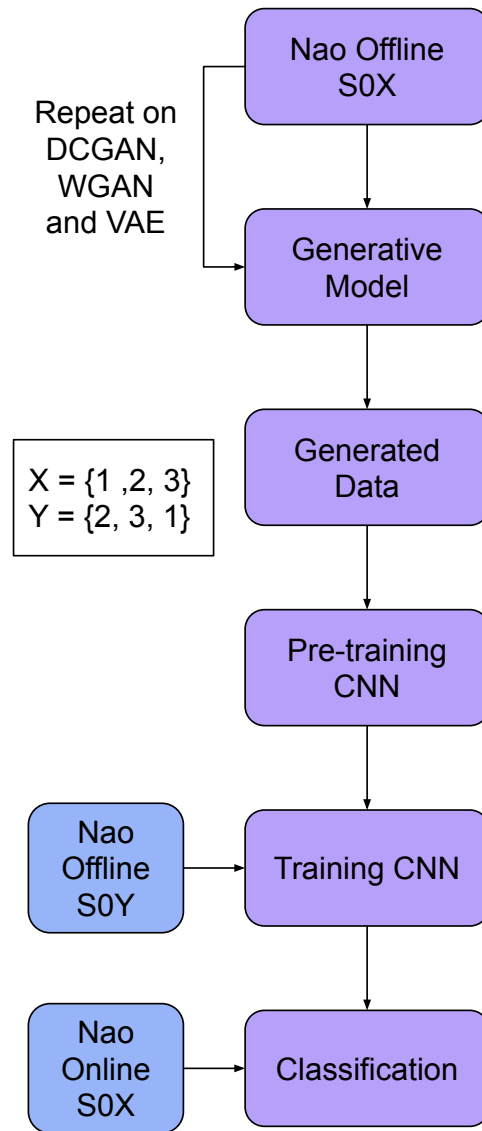 Nao Offline
S0X
Repeat on
DCGAN,
WGAN
and VAE
Generative
Model
Generated
Data
X = {1 ,2, 3}
Y = {2, 3, 1}
Pre-training
CNN
Nao
Offline
S0Y
Training CNN
Nao
Online
S0X
Classification